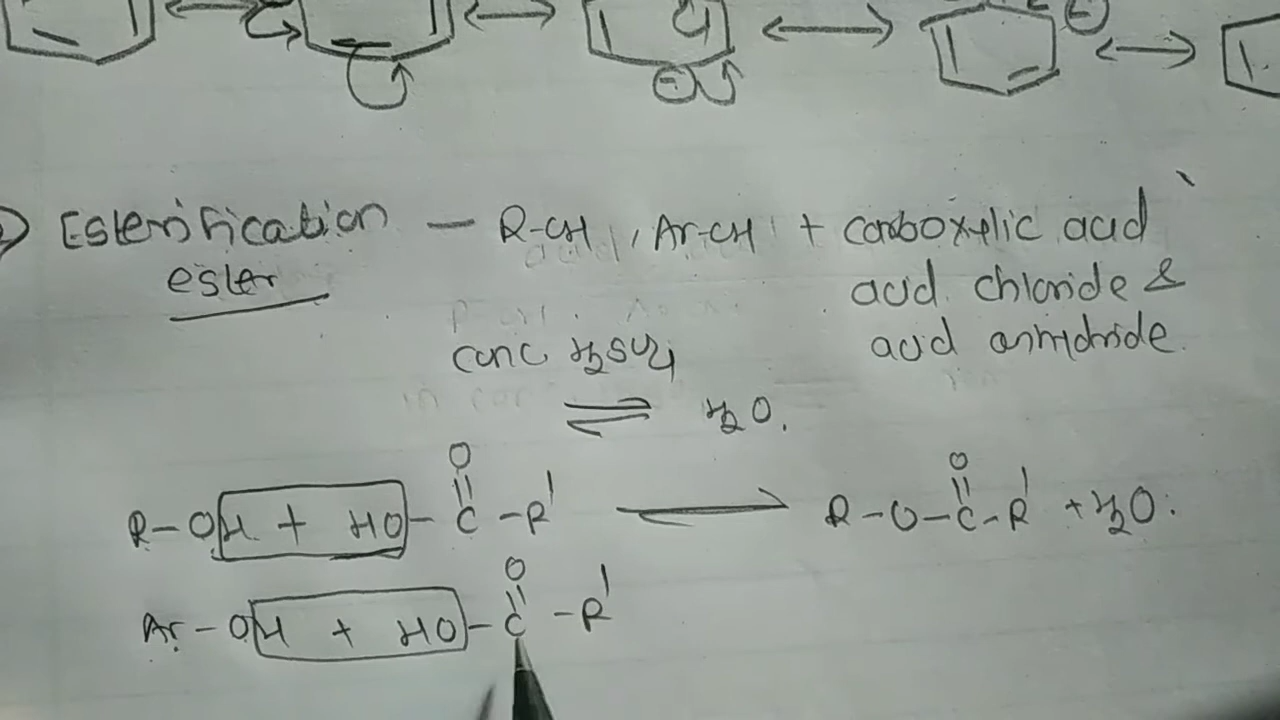 Esterification — R-OH, Ar-OH + carboxylic acid
ester acid chloride &
conc H2SO4 acid anhydride.
⇌ H2O.
O O
|| ||
R-OH + HO-C-R' ⇌ R-O-C-R' + H2O.
O
||
Ar-OH + HO-C-R'